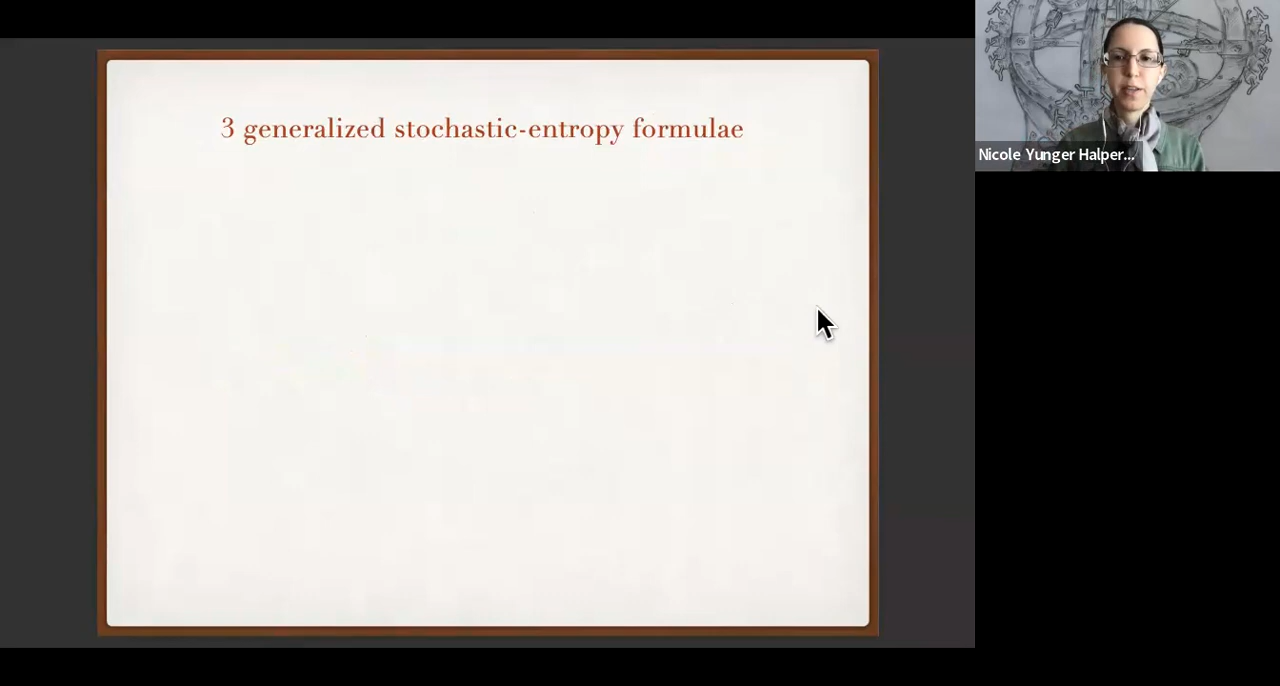 3 generalized stochastic-entropy formulae
Nicole Yunger Halper...